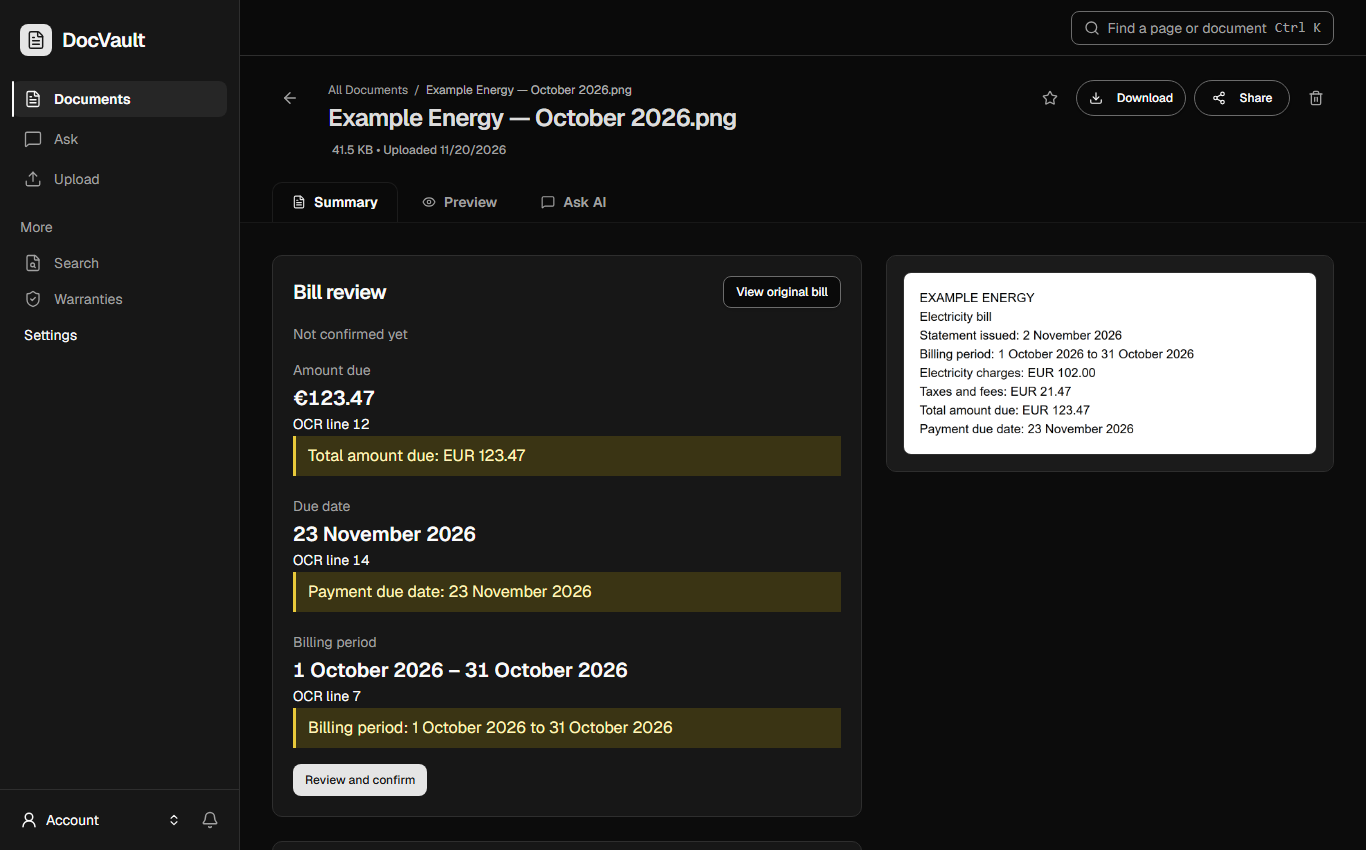 DocVault
Documents
Ask
Upload
More
Search
Warranties
Settings
Account
Find a page or document Ctrl K
All Documents / Example Energy — October 2026.png
Example Energy — October 2026.png
41.5 KB • Uploaded 11/20/2026
Download
Share
Summary
Preview
Ask AI
Bill review
View original bill
Not confirmed yet
Amount due
€123.47
OCR line 12
Total amount due: EUR 123.47
Due date
23 November 2026
OCR line 14
Payment due date: 23 November 2026
Billing period
1 October 2026 – 31 October 2026
OCR line 7
Billing period: 1 October 2026 to 31 October 2026
Review and confirm
EXAMPLE ENERGY
Electricity bill
Statement issued: 2 November 2026
Billing period: 1 October 2026 to 31 October 2026
Electricity charges: EUR 102.00
Taxes and fees: EUR 21.47
Total amount due: EUR 123.47
Payment due date: 23 November 2026